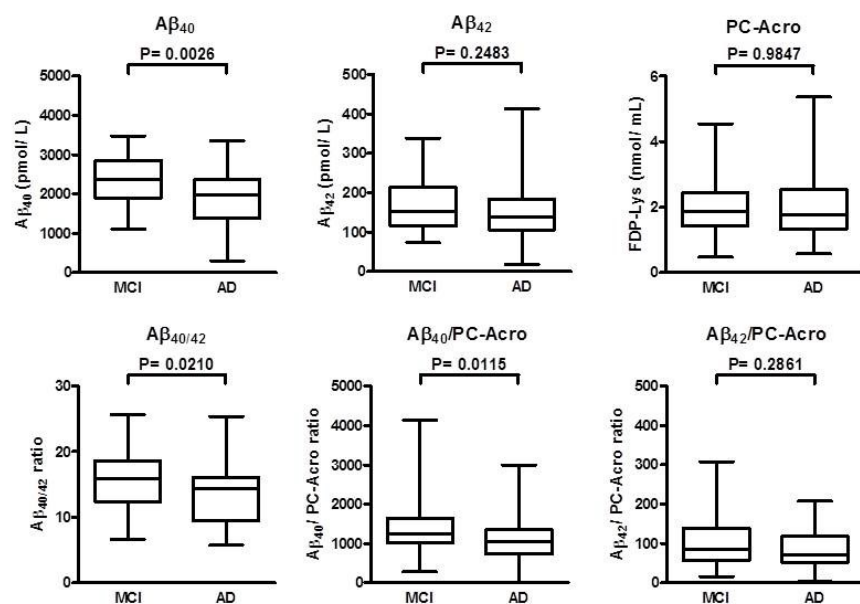 Aβ40
P= 0.0026
Aβ40 (pmol/ L)
5000
4000
3000
2000
1000
0
MCI AD
Aβ42
P= 0.2483
Aβ42 (pmol/ L)
500
400
300
200
100
0
MCI AD
PC-Acro
P= 0.9847
FDP-Lys (nmol/ mL)
6
4
2
0
MCI AD
Aβ40/42
P= 0.0210
Aβ40/42 ratio
30
20
10
0
MCI AD
Aβ40/PC-Acro
P= 0.0115
Aβ40/ PC-Acro ratio
5000
4000
3000
2000
1000
0
MCI AD
Aβ42/PC-Acro
P= 0.2861
Aβ42/ PC-Acro ratio
500
400
300
200
100
0
MCI AD